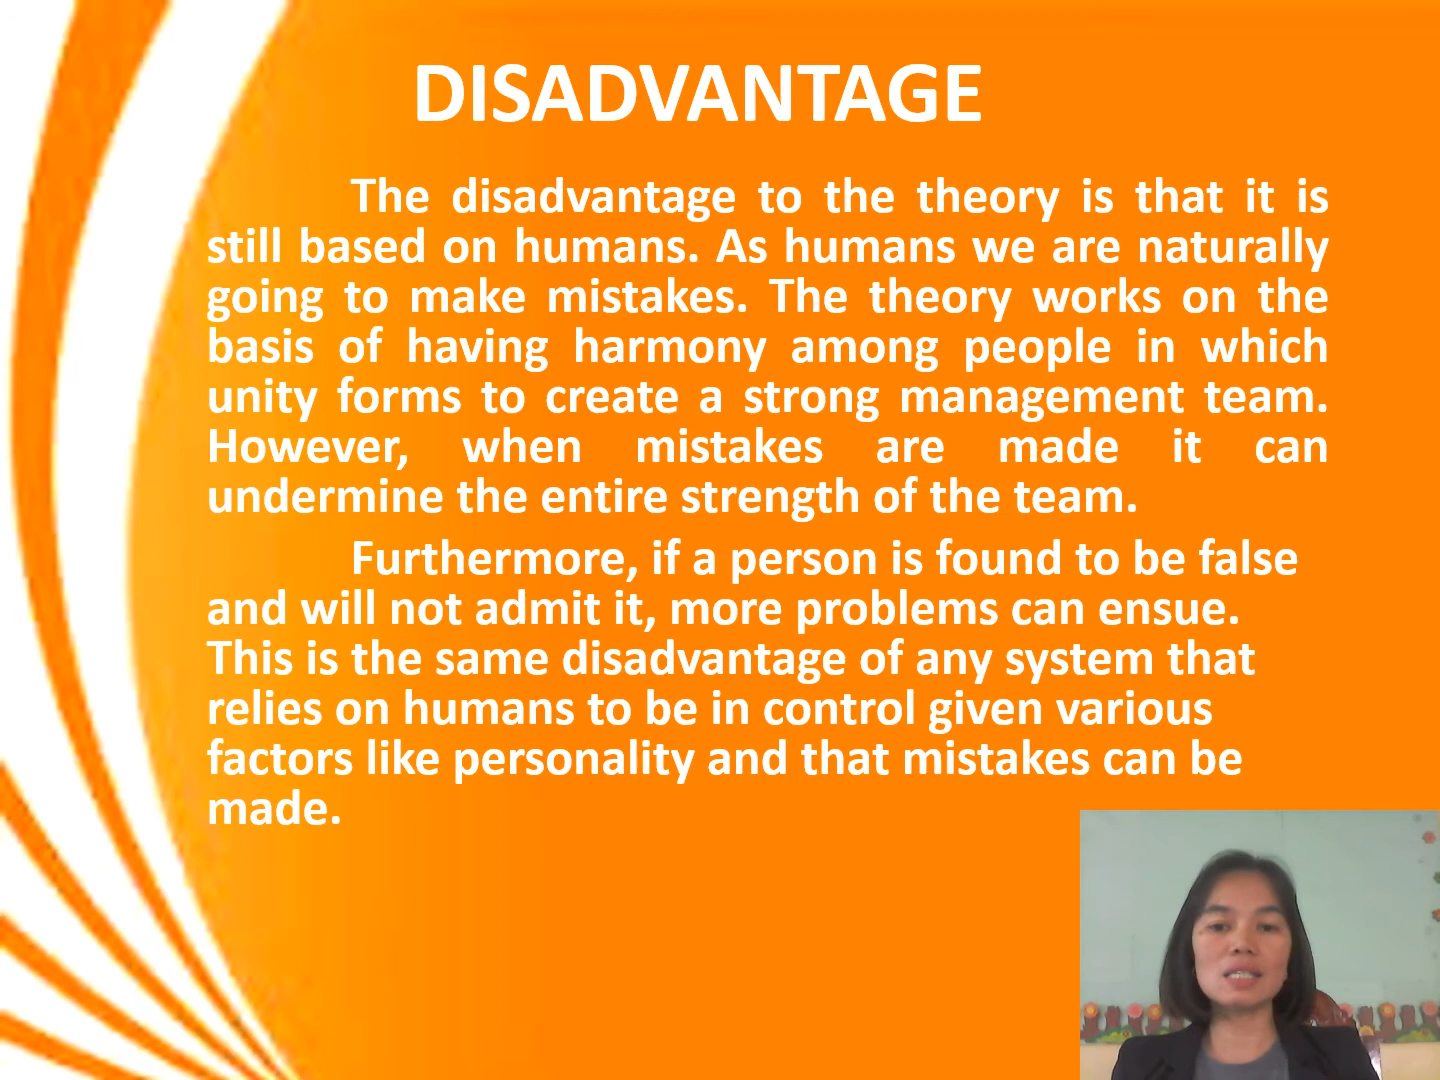 DISADVANTAGE
The disadvantage to the theory is that it is
still based on humans. As humans we are naturally
going to make mistakes. The theory works on the
basis of having harmony among people in which
unity forms to create a strong management team.
However, when mistakes are made it can
undermine the entire strength of the team.
Furthermore, if a person is found to be false
and will not admit it, more problems can ensue.
This is the same disadvantage of any system that
relies on humans to be in control given various
factors like personality and that mistakes can be
made.